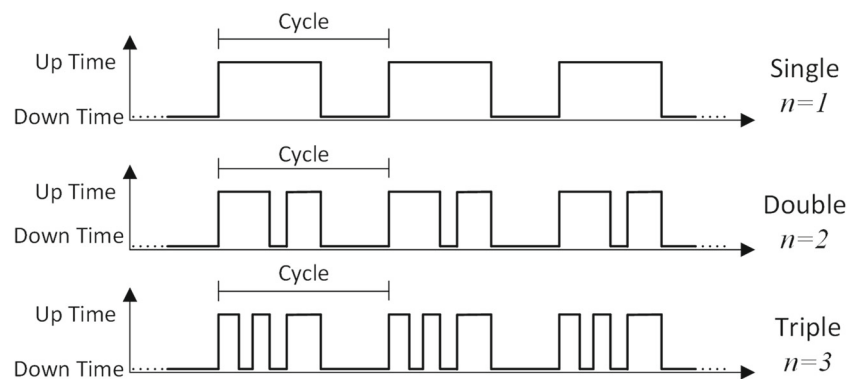 Cycle
Up Time
Down Time
Single
n=1
Cycle
Up Time
Down Time
Double
n=2
Cycle
Up Time
Down Time
Triple
n=3